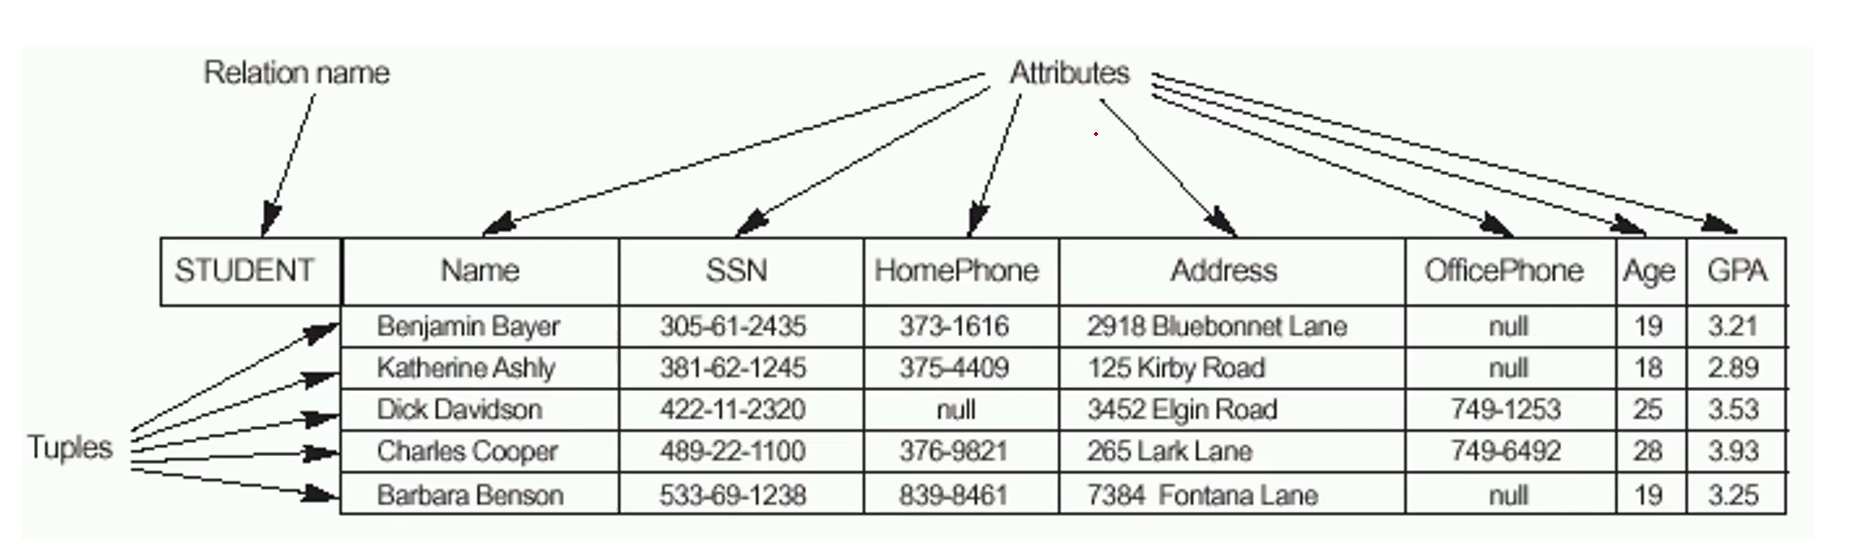 Relation name Attributes
STUDENT Name SSN HomePhone Address OfficePhone Age GPA
Benjamin Bayer 305-61-2435 373-1616 2918 Bluebonnet Lane null 19 3.21
Katherine Ashly 381-62-1245 375-4409 125 Kirby Road null 18 2.89
Dick Davidson 422-11-2320 null 3452 Elgin Road 749-1253 25 3.53
Tuples Charles Cooper 489-22-1100 376-9821 265 Lark Lane 749-6492 28 3.93
Barbara Benson 533-69-1238 839-8461 7384 Fontana Lane null 19 3.25